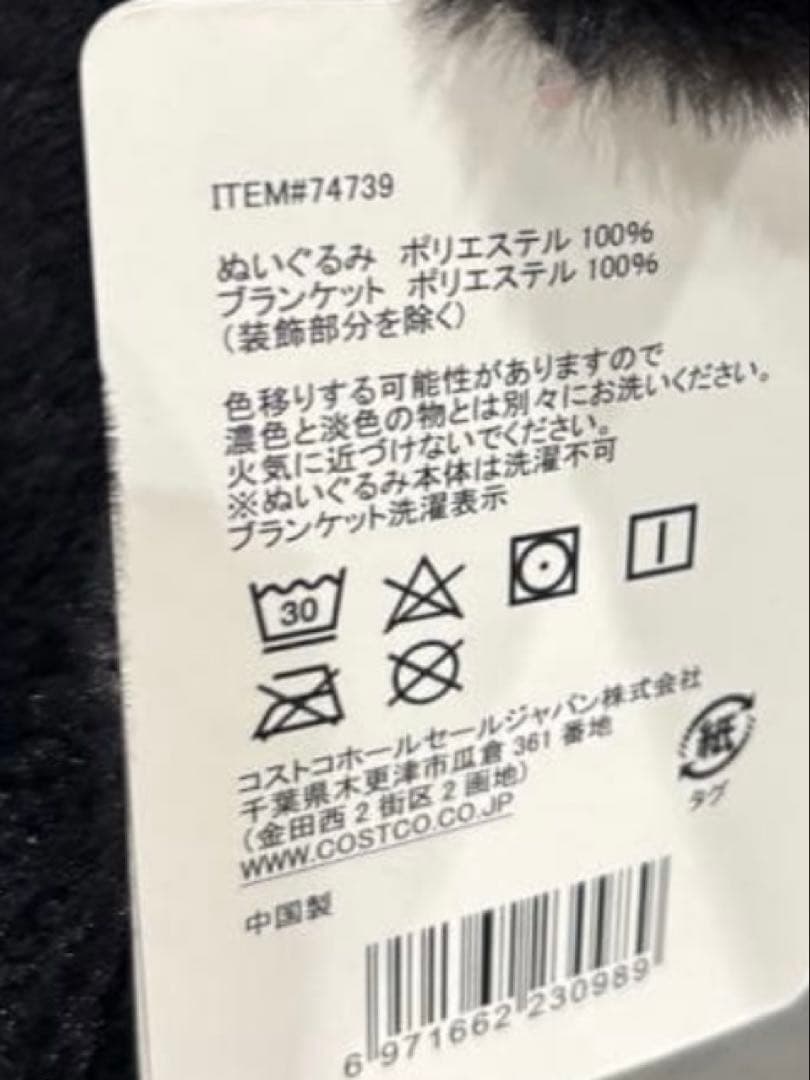 ITEM#74739
ぬいぐるみ ポリエステル 100%
ブランケット ポリエステル 100%
(装飾部分を除く)
色移りする可能性がありますので
濃色と淡色の物とは別々にお洗いください。
火気に近づけないでください。
※ぬいぐるみ本体は洗濯不可
ブランケット洗濯表示
30
コストコホールセールジャパン株式会社
千葉県木更津市瓜倉 361 番地
(金田西 2 街区 2 画地)
WWW.COSTCO.CO.JP
紙
タグ
中国製
6 971662 230989